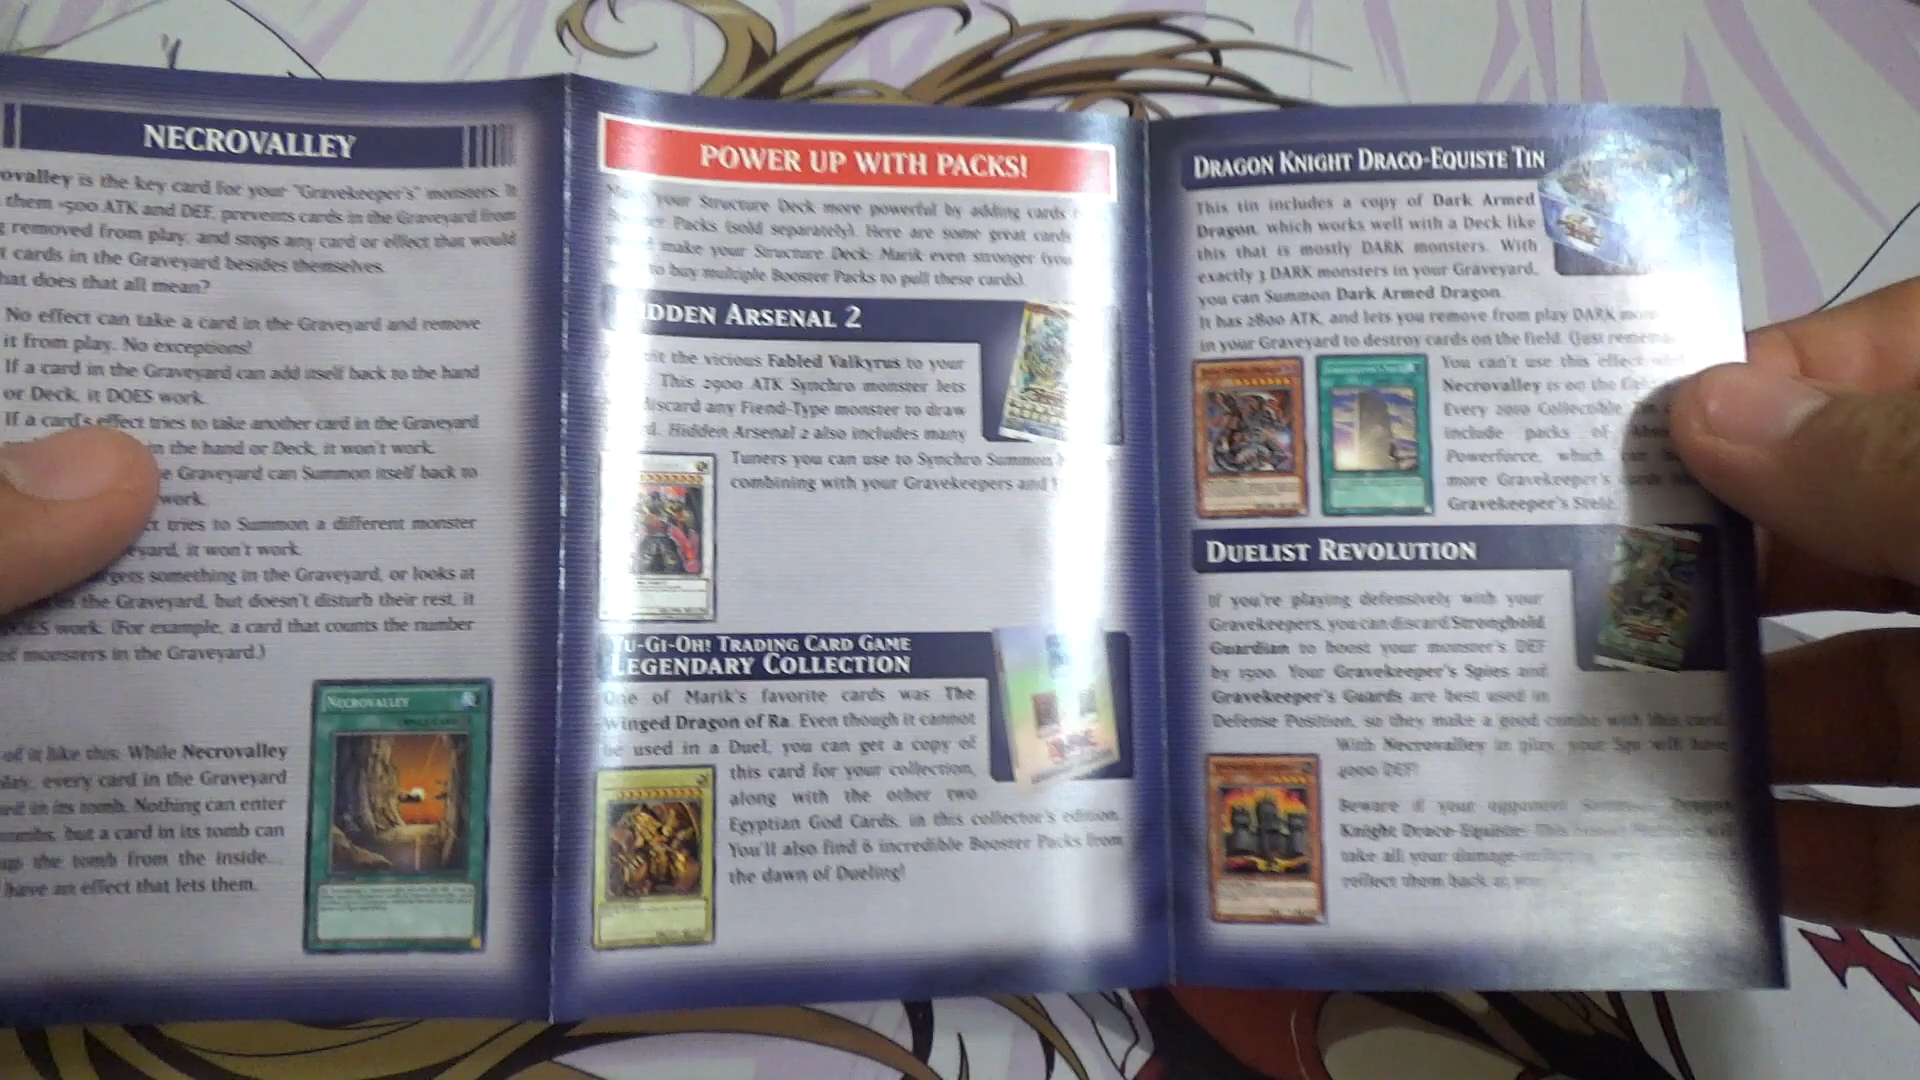 NECROVALLEY
ovalley is the key card for your "Gravekeeper's" monsters. It
them +500 ATK and DEF, prevents cards in the Graveyard from
removed from play, and stops any card or effect that would
cards in the Graveyard besides themselves.
hat does that all mean?
No effect can take a card in the Graveyard and remove
it from play. No exceptions!
If a card in the Graveyard can add itself back to the hand
or Deck, it DOES work.
If a card's effect tries to take another card in the Graveyard
in the hand or Deck, it won't work.
Graveyard can Summon itself back to
work.
tries to Summon a different monster
eyard, it won't work.
gets something in the Graveyard, or looks at
the Graveyard, but doesn't disturb their rest, it
work. (For example, a card that counts the number
of monsters in the Graveyard.)
of it like this: While Necrovalley
every card in the Graveyard
in its tomb. Nothing can enter
but a card in its tomb can
up the tomb from the inside...
have an effect that lets them.
NECROVALLEY
POWER UP WITH PACKS!
your Structure Deck more powerful by adding cards
Packs (sold separately). Here are some great cards
make your Structure Deck: Marik even stronger (you
to buy multiple Booster Packs to pull these cards).
DDEN ARSENAL 2
the vicious Fabled Valkyrus to your
This 2900 ATK Synchro monster lets
discard any Fiend-Type monster to draw
d. Hidden Arsenal 2 also includes many
Tuners you can use to Synchro Summon
combining with your Gravekeepers and
YU-GI-OH! TRADING CARD GAME
LEGENDARY COLLECTION
One of Marik's favorite cards was The
Winged Dragon of Ra. Even though it cannot
be used in a Duel, you can get a copy of
this card for your collection,
along with the other two
Egyptian God Cards, in this collector's edition.
You'll also find 6 incredible Booster Packs from
the dawn of Dueling!
DRAGON KNIGHT DRACO-EQUISTE TIN
This tin includes a copy of Dark Armed
Dragon, which works well with a Deck like
this that is mostly DARK monsters. With
exactly 3 DARK monsters in your Graveyard,
you can Summon Dark Armed Dragon.
It has 2800 ATK, and lets you remove from play DARK
in your Graveyard to destroy cards on the field. (Just
You can't use this effect
Necrovalley is on the
Every 2010 Collectible
include packs of
Powerforce, which can
more Gravekeeper's cards
Gravekeeper's Stele.
DUELIST REVOLUTION
If you're playing defensively with your
Gravekeepers, you can discard Stronghold
Guardian to boost your monster's DEF
by 1500. Your Gravekeeper's Spies and
Gravekeeper's Guards are best used in
Defense Position, so they make a good combo with this card.
With Necrovalley in play, your Spy will have
4000 DEF!
Beware if your opponent Dragon
Knight Draco-Equiste. This
take all your
reflect them back at